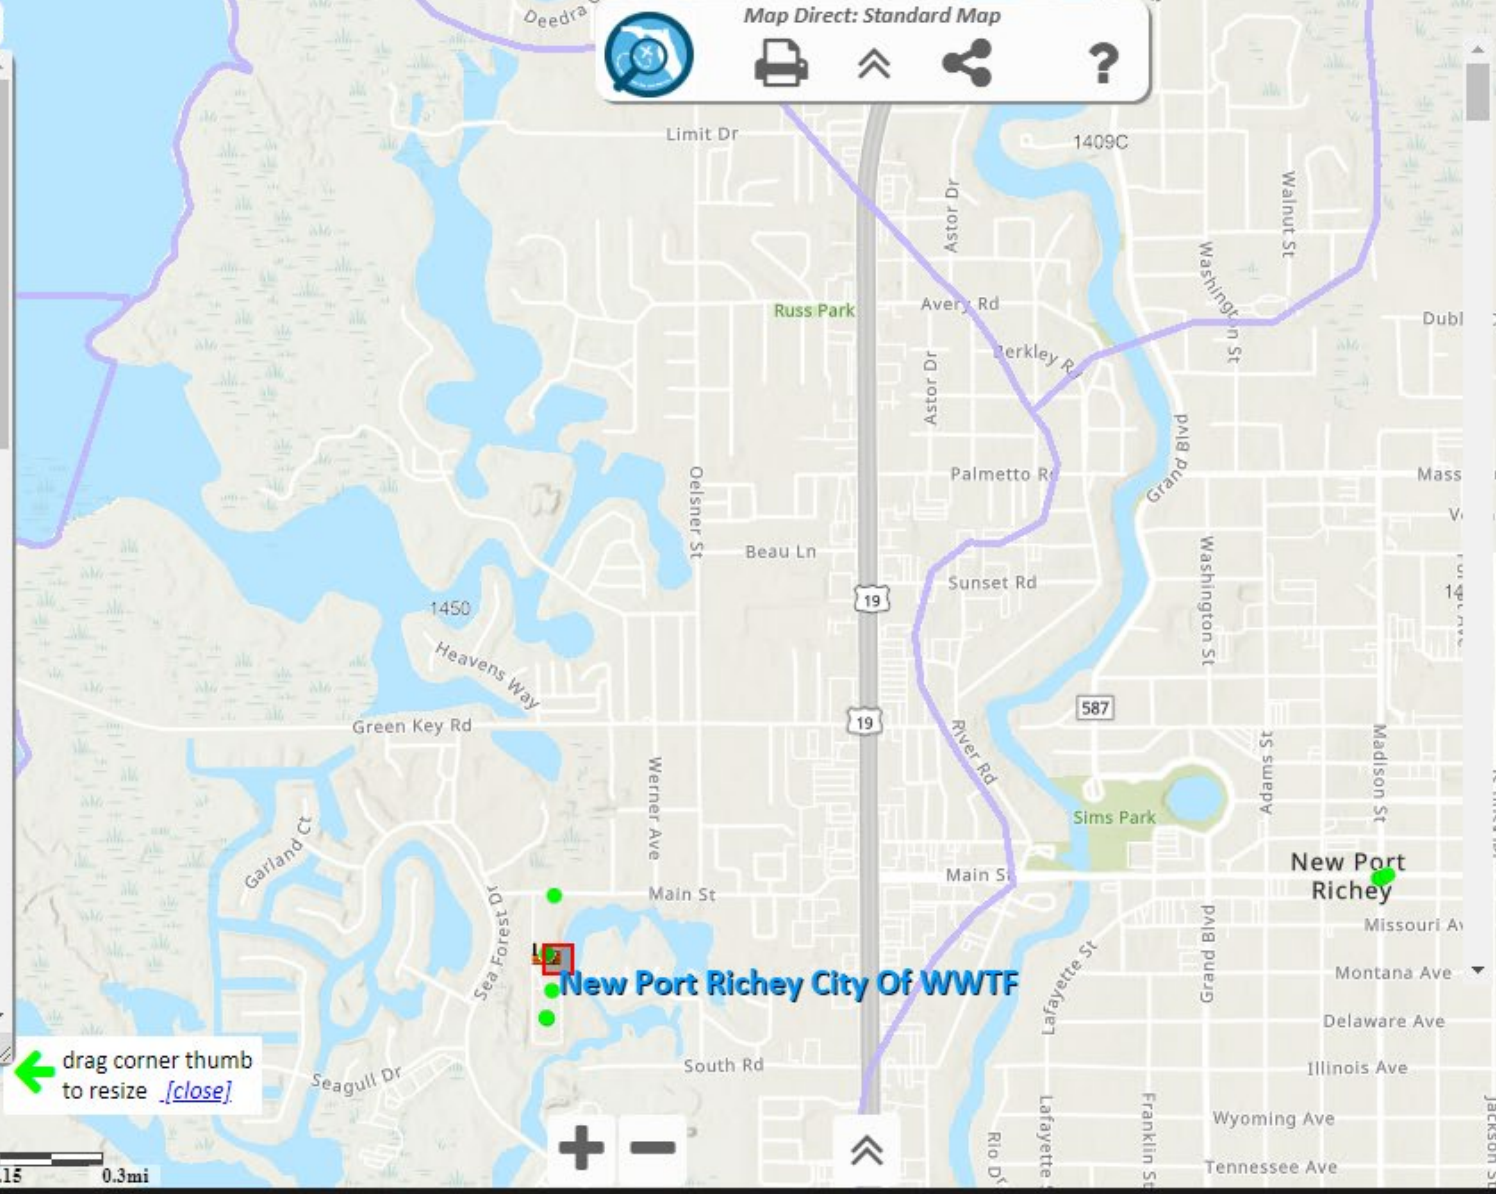 Deedra
Map Direct: Standard Map
?
Limit Dr
1409C
Astor Dr
Walnut St
Washington St
Russ Park
Avery Rd
Dubl
Berkley Rd
Astor Dr
Grand Blvd
Oelsner St
Palmetto Rd
Mass
Beau Ln
Sunset Rd
Washington St
19
1450
Heavens Way
587
Green Key Rd
19
River Rd
Adams St
Madison St
Werner Ave
Sims Park
Garland Ct
Main St
Main St
New Port
Richey
Sea Forest Dr
Missouri Av
Grand Blvd
Lafayette St
Montana Ave
New Port Richey City Of WWTF
Delaware Ave
drag corner thumb
to resize [close]
Seagull Dr
South Rd
Illinois Ave
Lafayette
Franklin St
Wyoming Ave
Rio Dr
Jackson St
Tennessee Ave
.15 0.3mi